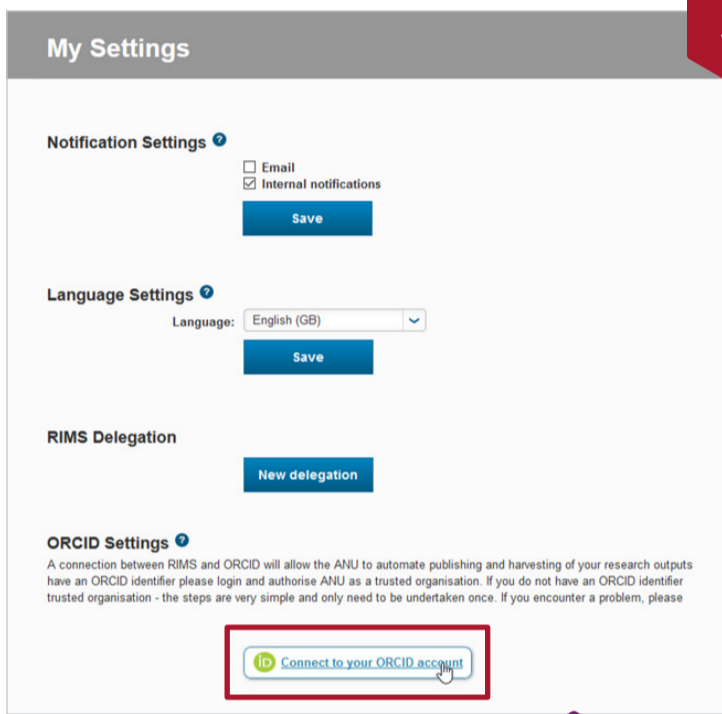 My Settings
Notification Settings ?
Email
Internal notifications
Save
Language Settings ?
Language: English (GB)
Save
RIMS Delegation
New delegation
ORCID Settings ?
A connection between RIMS and ORCID will allow the ANU to automate publishing and harvesting of your research outputs
have an ORCID identifier please login and authorise ANU as a trusted organisation. If you do not have an ORCID identifier
trusted organisation - the steps are very simple and only need to be undertaken once. If you encounter a problem, please
iD Connect to your ORCID account